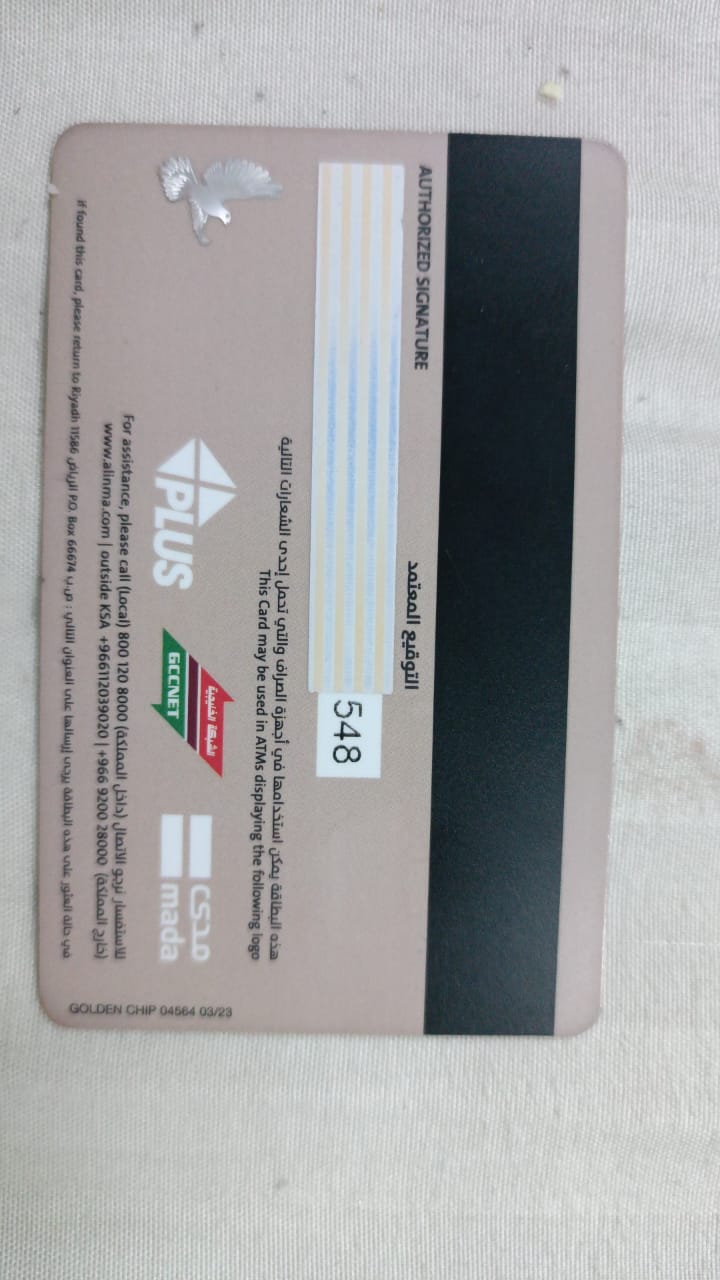 AUTHORIZED SIGNATURE التوقيع المعتمد
548
هذه البطاقة يمكن استخدامها في أجهزة الصراف والتي تحمل إحدى الشعارات التالية
This Card may be used in ATMs displaying the following logo
PLUS
الشبكة الخليجية
GCCNET
مدى
mada
For assistance, please call (Local) 800 120 8000 (داخل المملكة) للاستفسار نرجو الاتصال
www.alinma.com | outside KSA +966112039020 | +966 9200 28000 (خارج المملكة)
if found this card, please return to Riyadh 11586 الرياض P.O. Box 66674 في حالة العثور على هذه البطاقة يرجى إرسالها على العنوان التالي : ص.ب
GOLDEN CHIP 04564 03/23